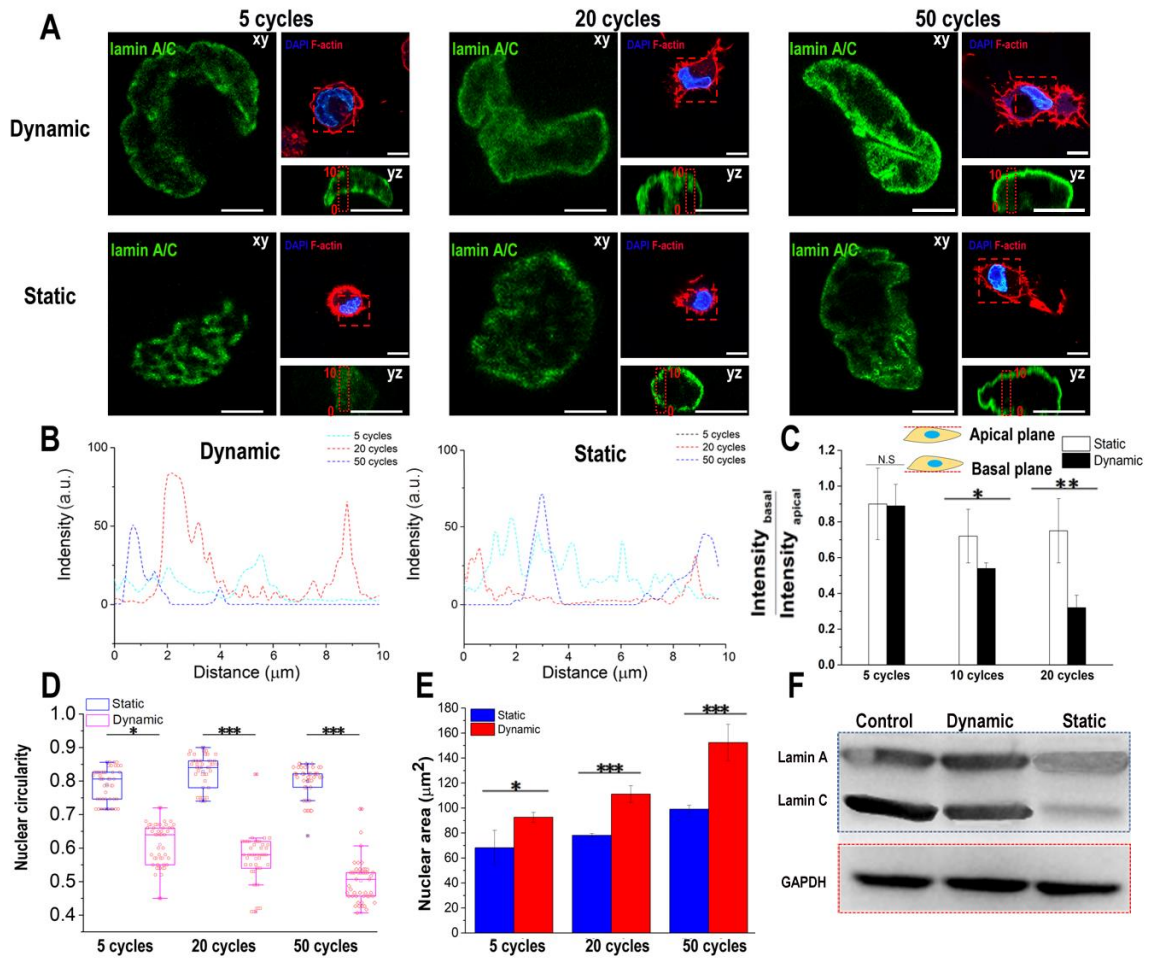 A
5 cycles
20 cycles
50 cycles
Dynamic
lamin A/C
xy
DAPI F-actin
10
0
yz
lamin A/C
xy
DAPI F-actin
10
0
yz
lamin A/C
xy
DAPI F-actin
10
0
yz
Static
lamin A/C
xy
DAPI F-actin
10
0
yz
lamin A/C
xy
DAPI F-actin
10
0
yz
lamin A/C
xy
DAPI F-actin
10
0
yz
B
Dynamic
5 cycles
20 cycles
50 cycles
Indensity (a.u.)
100
50
0
0 2 4 6 8 10
Distance (μm)
Static
5 cycles
20 cycles
50 cycles
Indensity (a.u.)
100
50
0
0 2 4 6 8 10
Distance (μm)
C
Apical plane
Basal plane
Static
Dynamic
Intensity basal
Intensity apical
1.2
1.0
0.8
0.6
0.4
0.2
0.0
N.S
*
**
5 cycles
10 cylces
20 cycles
D
Static
Dynamic
Nuclear circularity
1.0
0.9
0.8
0.7
0.6
0.5
0.4
*
***
***
5 cycles
20 cycles
50 cycles
E
Static
Dynamic
Nuclear area (μm2)
180
160
140
120
100
80
60
40
20
0
*
***
***
5 cycles
20 cycles
50 cycles
F
Control
Dynamic
Static
Lamin A
Lamin C
GAPDH